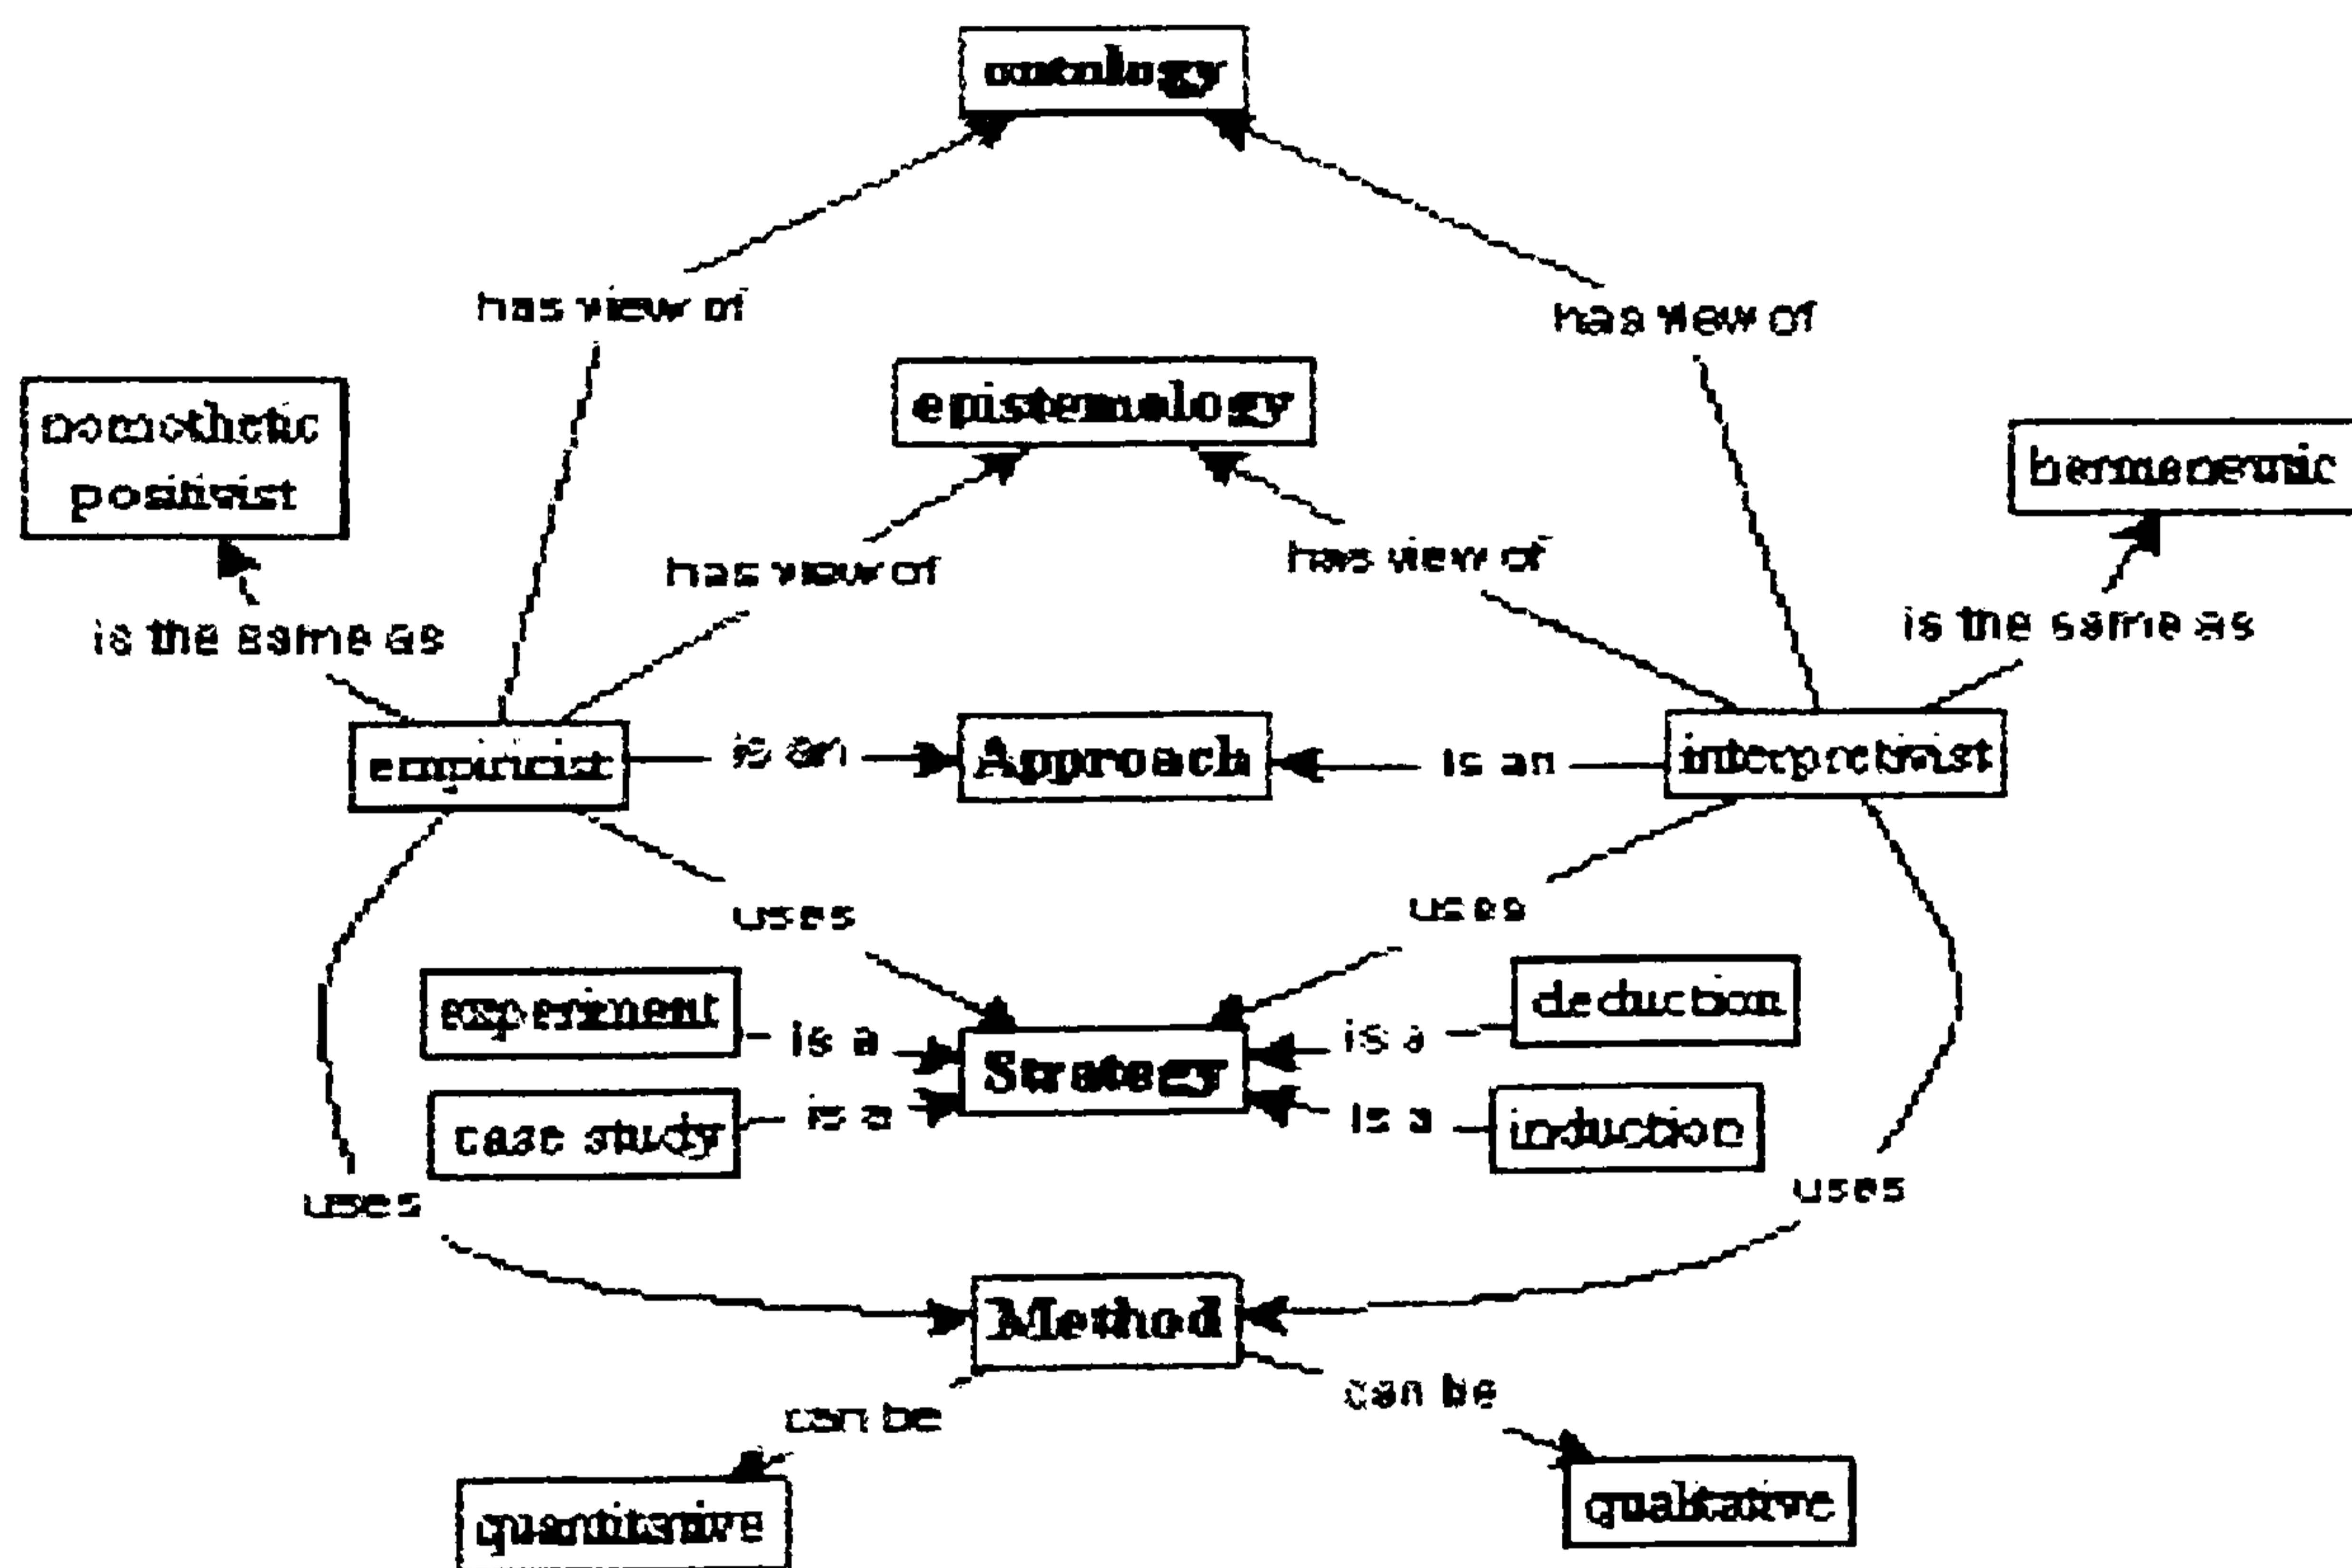 ontology
has view of
has view of
epistemology
nomothetic
positivist
hermeneutic
has view of
has view of
is the same as
is the same as
empiricist
is an
Approach
is an
interpretivist
uses
uses
experiment
is a
Strategy
is a
deduction
case study
is a
is a
induction
uses
uses
Method
can be
can be
quantitative
qualitative